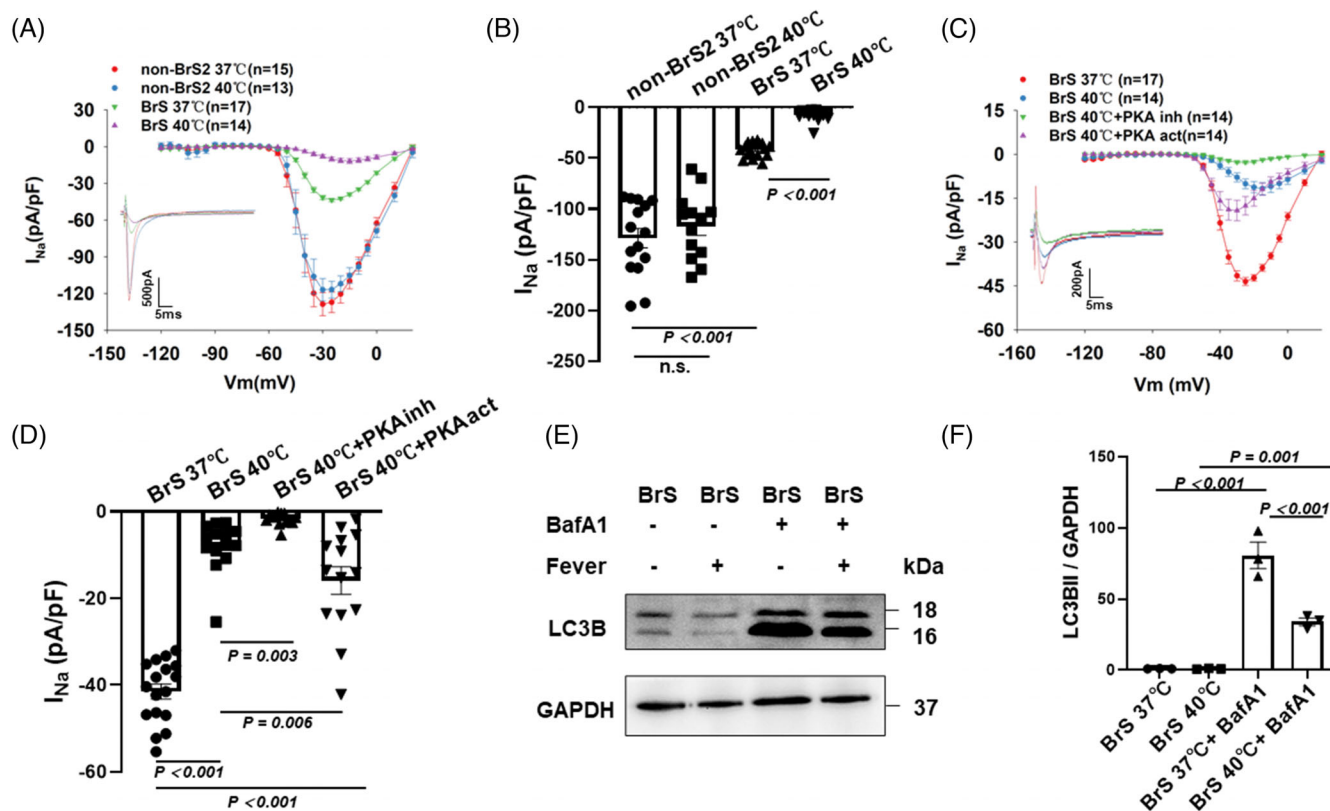 (A)
non-BrS2 37℃(n=15)
non-BrS2 40℃(n=13)
BrS 37℃(n=17)
BrS 40℃(n=14)
30
0
-30
-60
-90
-120
-150
INa(pA/pF)
500pA
5ms
-150 -120 -90 -60 -30 0
Vm(mV)
(B)
non-BrS2 37℃
non-BrS2 40℃
BrS 37℃
BrS 40℃
0
-50
-100
-150
-200
-250
INa (pA/pF)
P <0.001
P <0.001
n.s.
(C)
BrS 37℃ (n=17)
BrS 40℃ (n=14)
BrS 40℃+PKA inh (n=14)
BrS 40℃+PKA act(n=14)
15
0
-15
-30
-45
-60
INa(pA/pF)
200pA
5ms
-160 -120 -80 -40 0
Vm (mV)
(D)
BrS 37℃
BrS 40℃
BrS 40℃+PKAinh
BrS 40℃+PKAact
0
-20
-40
-60
INa (pA/pF)
P = 0.003
P = 0.006
P <0.001
P <0.001
(E)
BrS BrS BrS BrS
BafA1 - - + +
Fever - + - + kDa
LC3B
18
16
GAPDH
37
(F)
P = 0.001
P <0.001
P <0.001
150
100
50
0
LC3BII / GAPDH
BrS 37℃
BrS 40℃
BrS 37℃+ BafA1
BrS 40℃+ BafA1